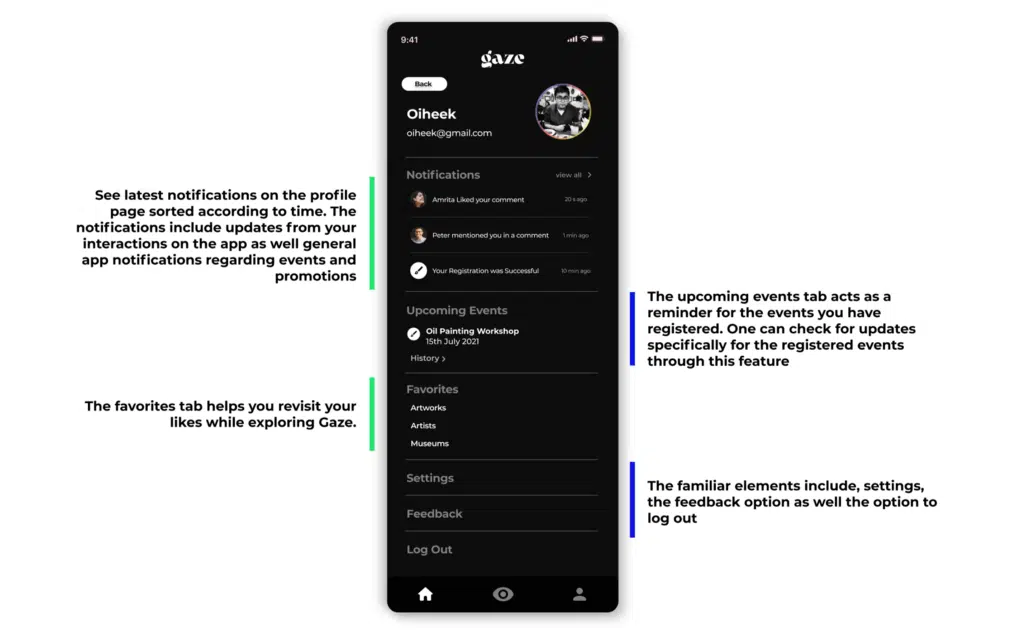 9:41
gaze
Back
Oiheek
oiheek@gmail.com
Notifications
view all
Amrita Liked your comment
20 s ago
Peter mentioned you in a comment
1 min ago
Your Registration was Successful
10 min ago
Upcoming Events
Oil Painting Workshop
15th July 2021
History
Favorites
Artworks
Artists
Museums
Settings
Feedback
Log Out
See latest notifications on the profile
page sorted according to time. The
notifications include updates from your
interactions on the app as well general
app notifications regarding events and
promotions
The upcoming events tab acts as a
reminder for the events you have
registered. One can check for updates
specifically for the registered events
through this feature
The favorites tab helps you revisit your
likes while exploring Gaze.
The familiar elements include, settings,
the feedback option as well the option to
log out